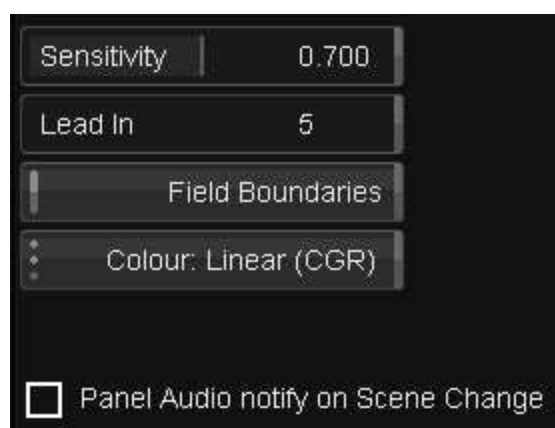 Sensitivity 0.700
Lead In 5
Field Boundaries
Colour: Linear (CGR)
Panel Audio notify on Scene Change